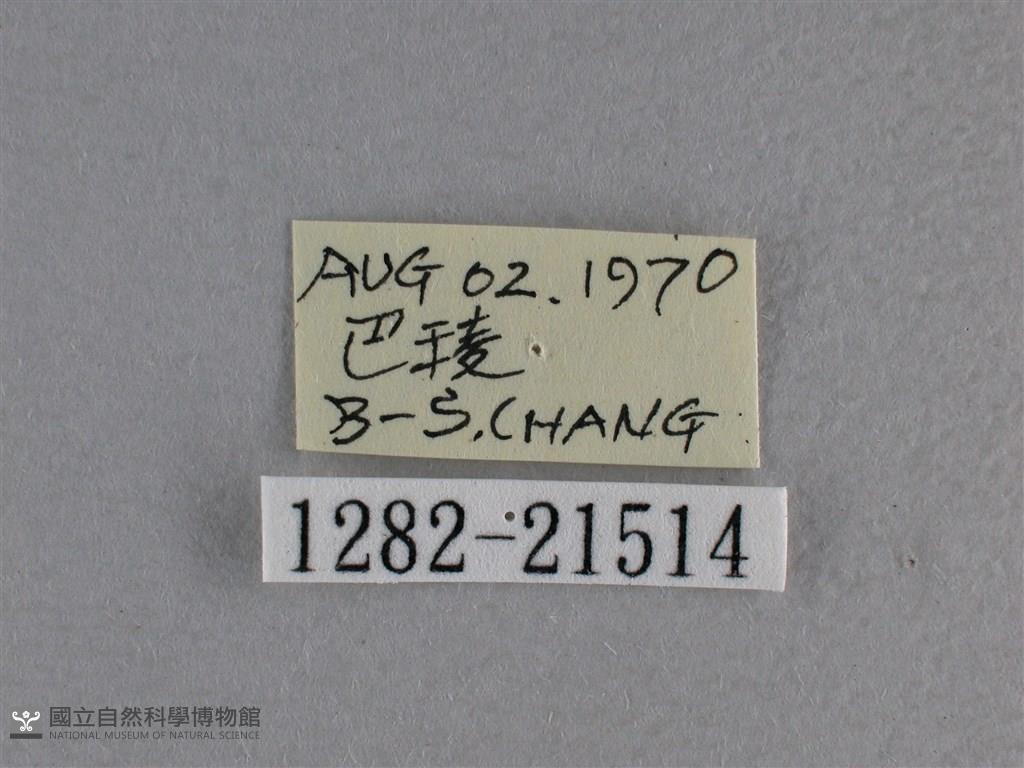 AUG 02.1970
巴稜
B-S.CHANG
1282-21514
國立自然科學博物館
NATIONAL MUSEUM OF NATURAL SCIENCE